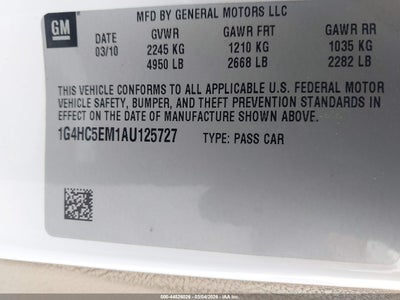 GM
MFD BY GENERAL MOTORS LLC
DATE GVWR GAWR FRT GAWR RR
03/10 2245 KG 1210 KG 1035 KG
4950 LB 2668 LB 2282 LB
THIS VEHICLE CONFORMS TO ALL APPLICABLE U.S. FEDERAL MOTOR
VEHICLE SAFETY, BUMPER, AND THEFT PREVENTION STANDARDS IN
EFFECT ON THE DATE OF MANUFACTURE SHOWN ABOVE.
1G4HC5EM1AU125727 TYPE: PASS CAR